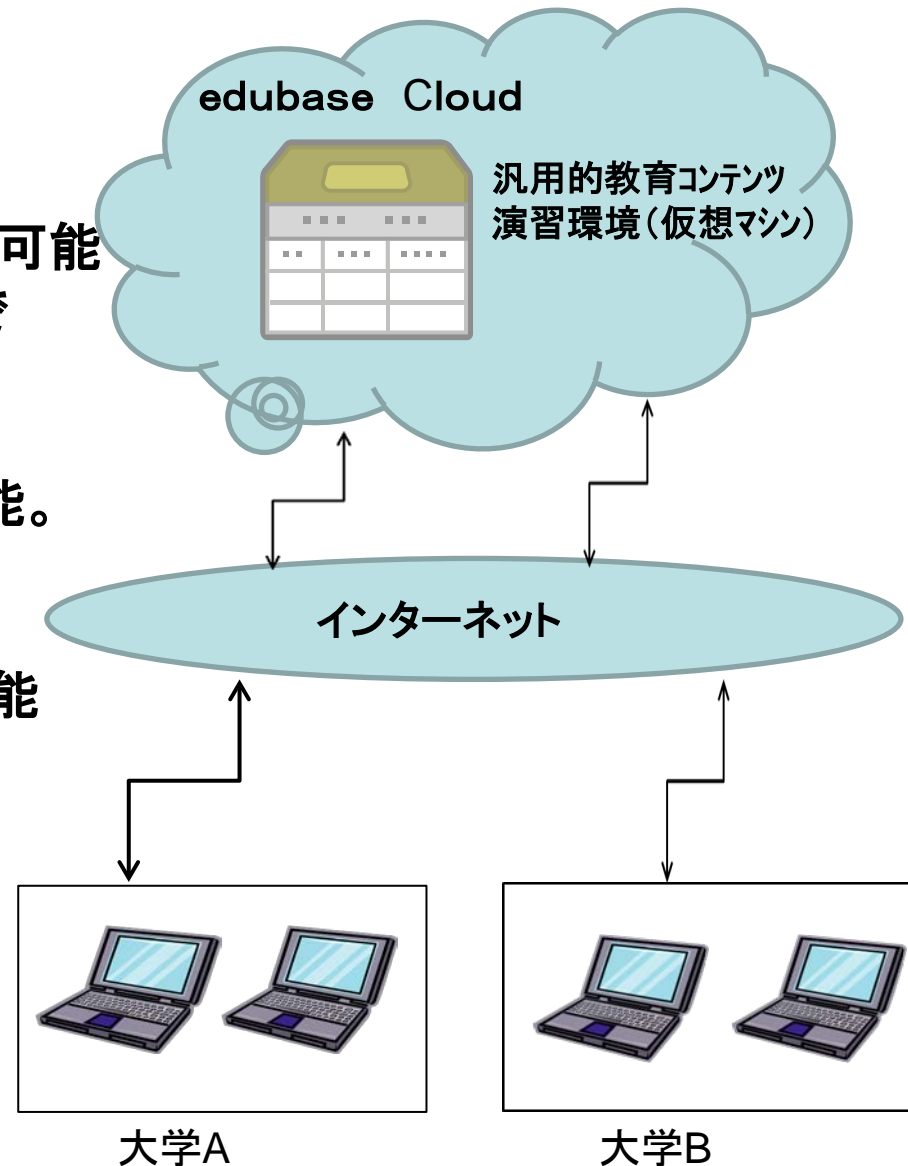 edubase Cloud
汎用的教育コンテンツ
演習環境(仮想マシン)
可能
能。
インターネット
能
大学A
大学B